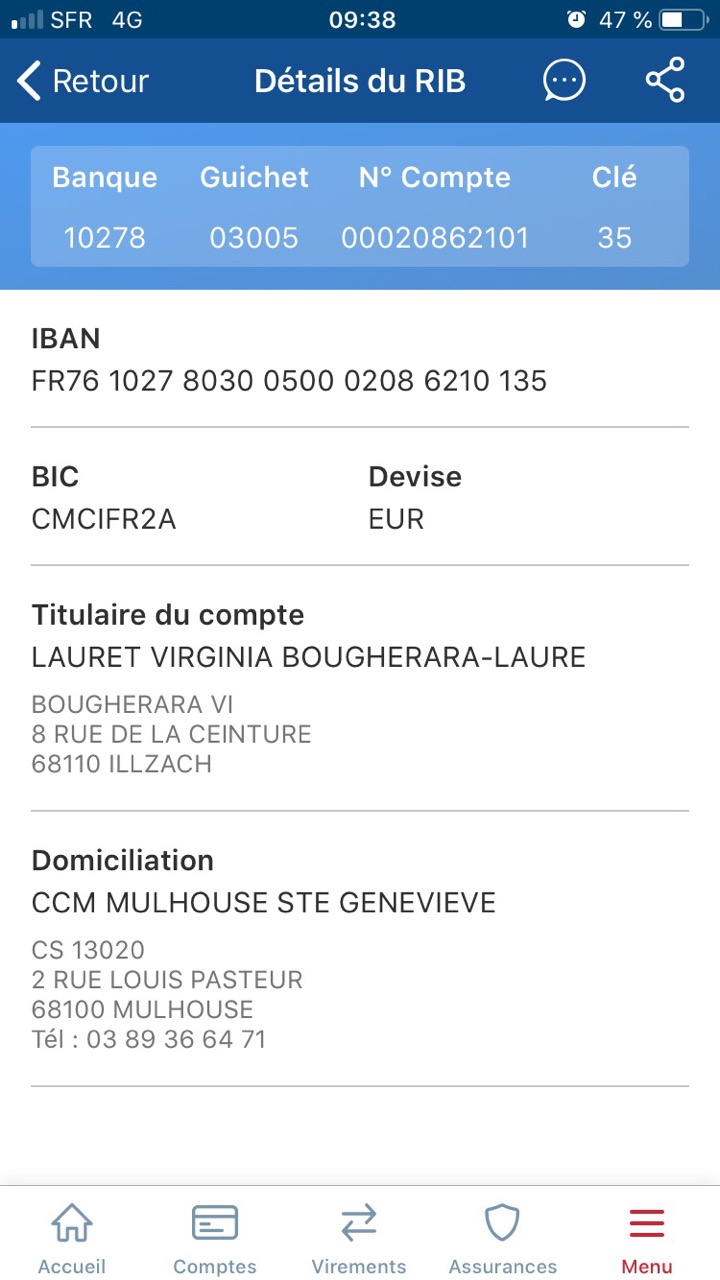 SFR 4G 09:38 47 %
Retour Détails du RIB
Banque Guichet N° Compte Clé
10278 03005 00020862101 35
IBAN
FR76 1027 8030 0500 0208 6210 135
BIC Devise
CMCIFR2A EUR
Titulaire du compte
LAURET VIRGINIA BOUGHERARA-LAURE
BOUGHERARA VI
8 RUE DE LA CEINTURE
68110 ILLZACH
Domiciliation
CCM MULHOUSE STE GENEVIEVE
CS 13020
2 RUE LOUIS PASTEUR
68100 MULHOUSE
Tél : 03 89 36 64 71
Accueil Comptes Virements Assurances Menu